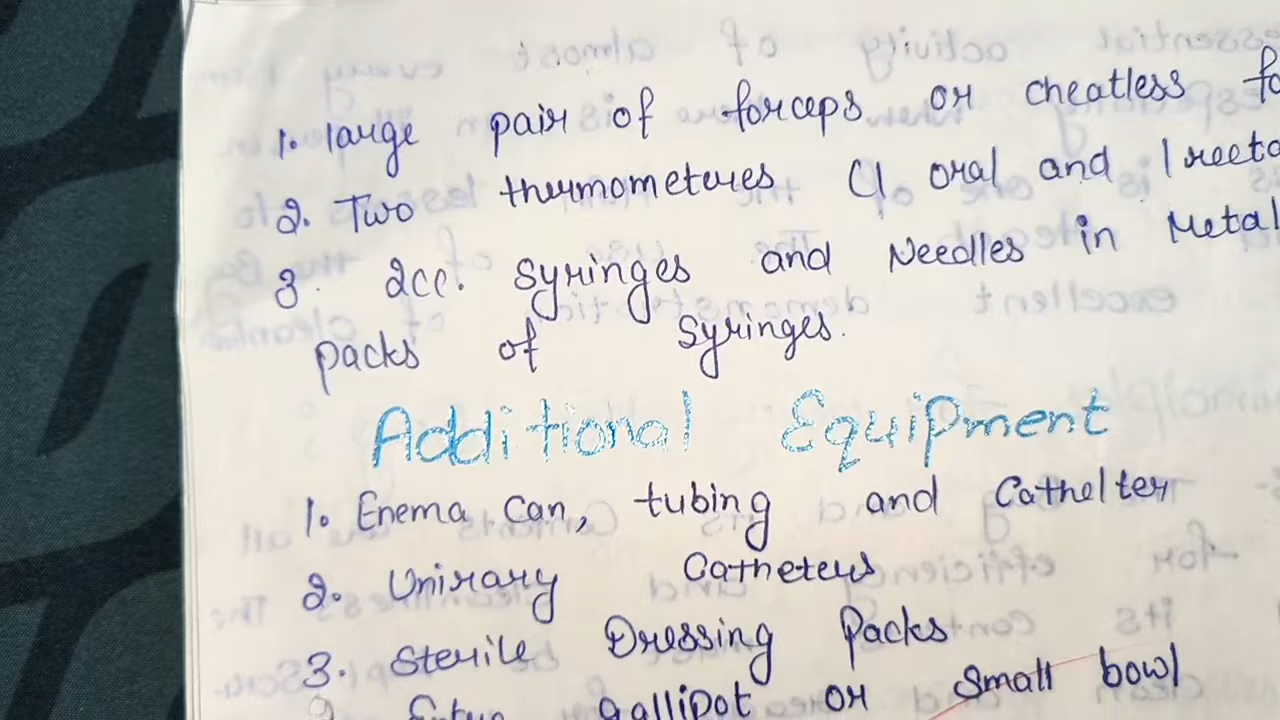 1. large pair of forceps or cheatless fo
2. Two thermometeres (1 oral and 1 recto
3. 2cc. Syringes and Needles in Metal
packs of Syringes.
Additional Equipment
1. Enema Can, tubing and Cathelter
2. Unirary Catheters
3. Sterile Dressing Packs
gallipot or small bowl